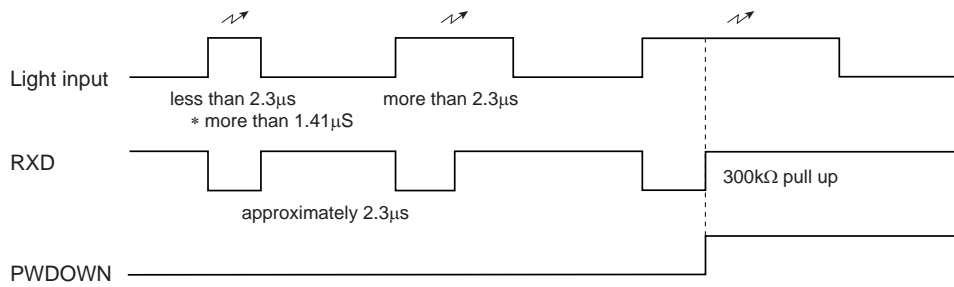 Light input
less than 2.3μs
more than 2.3μs
* more than 1.41μS
RXD
300kΩ pull up
approximately 2.3μs
PWDOWN